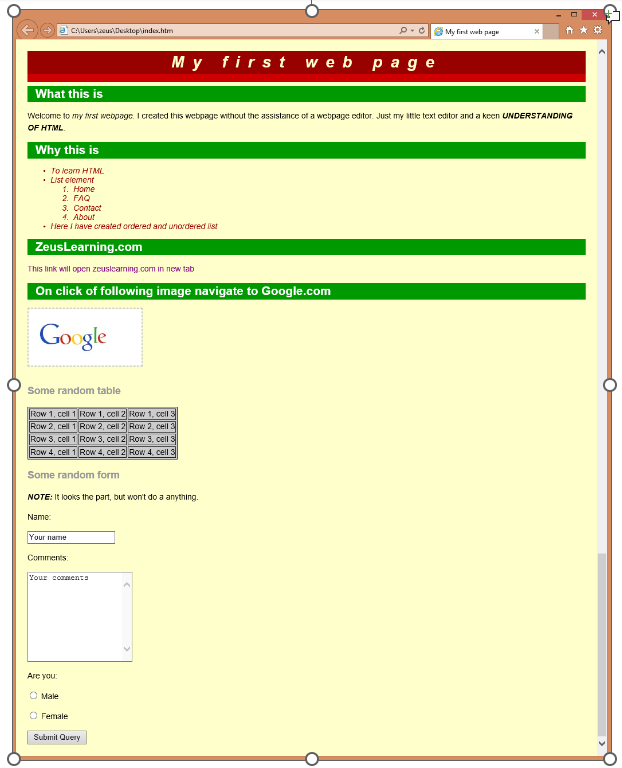 C:\Users\zeus\Desktop\index.htm
My first web page
My first web page
What this is
Welcome to my first webpage. I created this webpage without the assistance of a webpage editor. Just my little text editor and a keen UNDERSTANDING
OF HTML.
Why this is
• To learn HTML
• List element
1. Home
2. FAQ
3. Contact
4. About
• Here I have created ordered and unordered list
ZeusLearning.com
This link will open zeuslearning.com in new tab
On click of following image navigate to Google.com
Google
Some random table
Row 1, cell 1 Row 1, cell 2 Row 1, cell 3
Row 2, cell 1 Row 2, cell 2 Row 2, cell 3
Row 3, cell 1 Row 3, cell 2 Row 3, cell 3
Row 4, cell 1 Row 4, cell 2 Row 4, cell 3
Some random form
NOTE: It looks the part, but won't do a anything.
Name:
Your name
Comments:
Your comments
Are you:
Male
Female
Submit Query